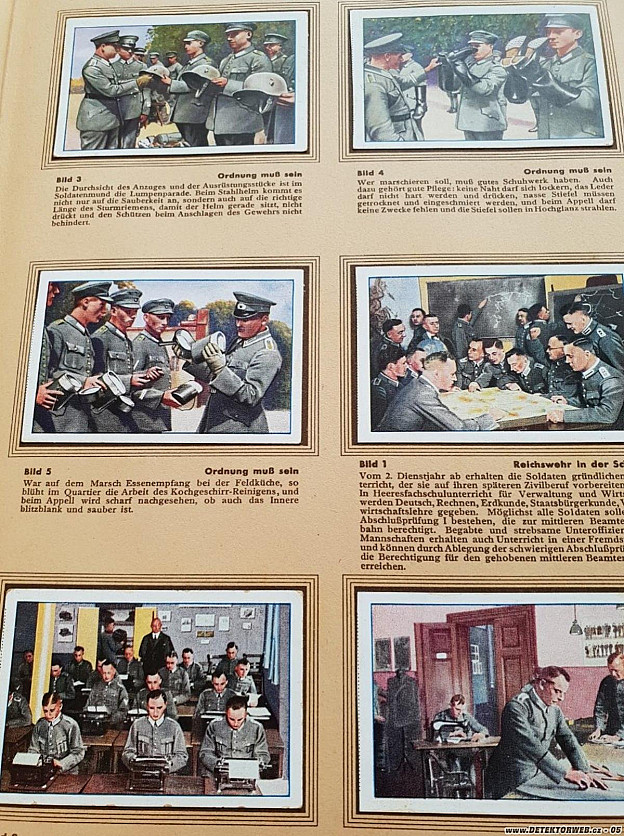 Bild 3 Ordnung muß sein
Die Durchsicht des Anzuges und der Ausrüstungsstücke ist im
Soldatenmund die Lumpenparade. Beim Stahlhelm kommt es
nicht nur auf die Sauberkeit an, sondern auch auf die richtige
Länge des Sturmriemens, damit der Helm gerade sitzt, nicht
drückt und den Schützen beim Anschlagen des Gewehrs nicht
behindert.
Bild 4 Ordnung muß sein
Wer marschieren soll, muß gutes Schuhwerk haben. Auch
dazu gehört gute Pflege: keine Naht darf sich lockern, das Leder
darf nicht hart werden und drücken, nasse Stiefel müssen
getrocknet und eingeschmiert werden, und beim Appell darf
keine Zwecke fehlen und die Stiefel sollen in Hochglanz strahlen.
Bild 5 Ordnung muß sein
War auf dem Marsch Essenempfang bei der Feldküche, so
blüht im Quartier die Arbeit des Kochgeschirr-Reinigens, und
beim Appell wird scharf nachgesehen, ob auch das Innere
blitzblank und sauber ist.
Bild 1 Reichswehr in der Sc
Vom 2. Dienstjahr ab erhalten die Soldaten gründlichen
terricht, der sie auf ihren späteren Zivilberuf vorbereiten
In Heeresfachschulunterricht für Verwaltung und Wirts
werden Deutsch, Rechnen, Erdkunde, Staatsbürgerkunde, V
wirtschaftslehre gegeben. Möglichst alle Soldaten solle
Abschlußprüfung I bestehen, die zur mittleren Beamte
bahn berechtigt. Begabte und strebsame Unteroffizier
Mannschaften erhalten auch Unterricht in einer Fremds
und können durch Ablegung der schwierigen Abschlußprü
die Berechtigung für den gehobenen mittleren Beamten
erreichen.
www.DETEKTORWEB.cz - 05